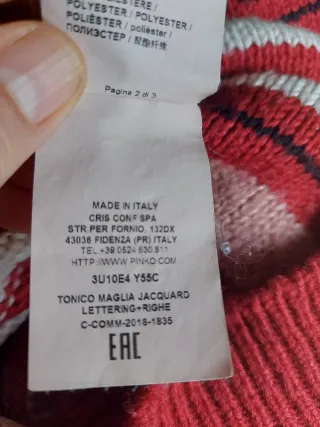 POLYESTER / POLYESTER /
POLIÉSTER / poliéster /
ПОЛИЭСТЕР / 聚酯纤维
Pagina 2 di 3
MADE IN ITALY
CRIS CONF SPA
STR.PER FORNIO, 132DX
43036 FIDENZA (PR) ITALY
TEL.+39.0524.630.811
HTTP://WWW.PINKO.COM
3U10E4 Y55C
TONICO MAGLIA JACQUARD
LETTERING+RIGHE
C-COMM-2018-1835
EAC